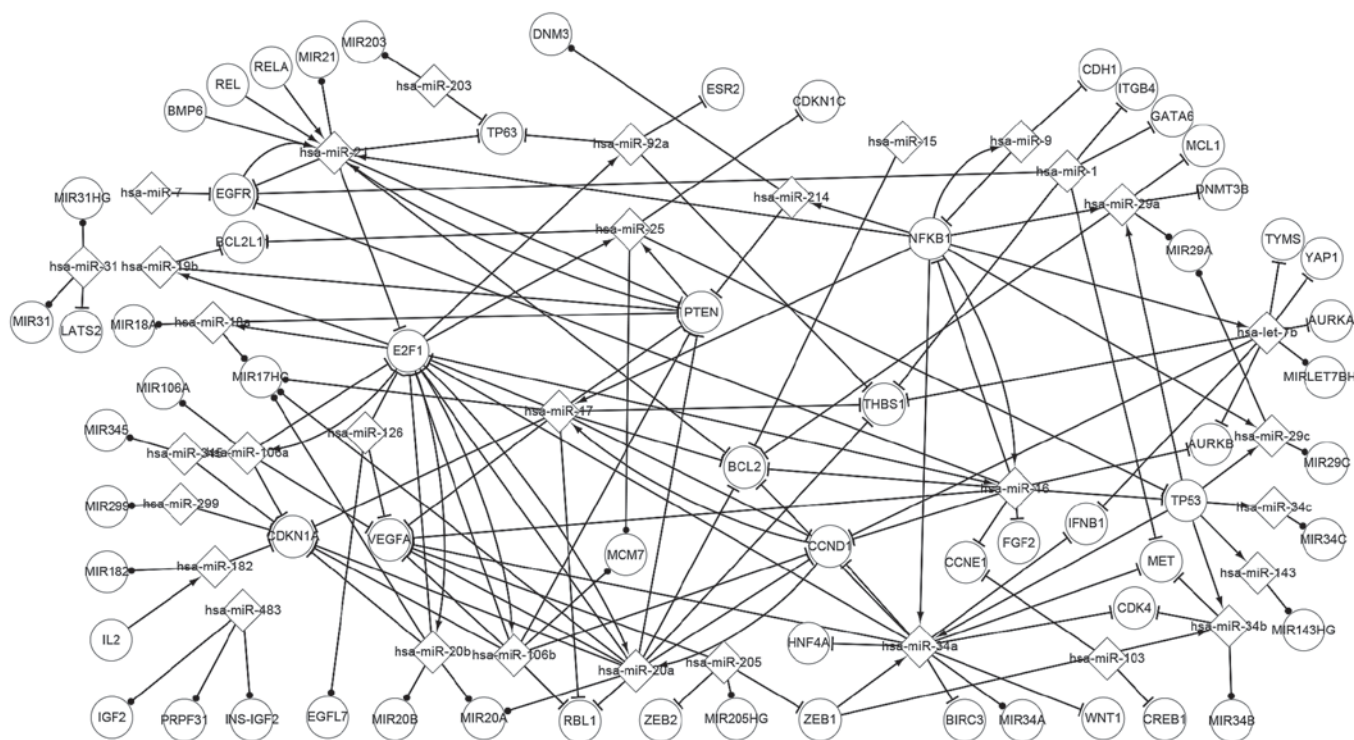 DNM3
MIR203
MIR21
RELA
REL
BMP6
hsa-miR-203
CDH1
ITGB4
ESR2
CDKN1C
GATA6
MCL1
TP63
hsa-miR-92a
hsa-miR-15
hsa-miR-9
hsa-miR-21
hsa-miR-1
hsa-miR-7
EGFR
hsa-miR-214
hsa-miR-29a
DNMT3B
MIR31HG
hsa-miR-25
NFKB1
BCL2L1
MIR29A
TYMS
YAP1
hsa-miR-31
hsa-miR-19b
MIR31
LATS2
MIR18A
hsa-miR-18a
PTEN
AURKA
hsa-let-7b
E2F1
MIR17HG
MIRLET7BH
MIR106A
THBS1
hsa-miR-17
MIR345
hsa-miR-126
hsa-miR-345
hsa-miR-106a
AURKB
hsa-miR-29c
BCL2
MIR29C
hsa-miR-16
TP53
MIR299
hsa-miR-299
hsa-miR-34c
IFNB1
CDKN1A
VEGFA
MCM7
CCND1
FGF2
MIR34C
CCNE1
MET
MIR182
hsa-miR-182
hsa-miR-143
hsa-miR-483
CDK4
IL2
hsa-miR-34b
MIR143HG
HNF4A
hsa-miR-34a
hsa-miR-20b
hsa-miR-106b
hsa-miR-20a
hsa-miR-205
hsa-miR-103
IGF2
PRPF31
INS-IGF2
EGFL7
MIR20B
MIR20A
RBL1
ZEB2
MIR205HG
ZEB1
BIRC3
MIR34A
WNT1
CREB1
MIR34B